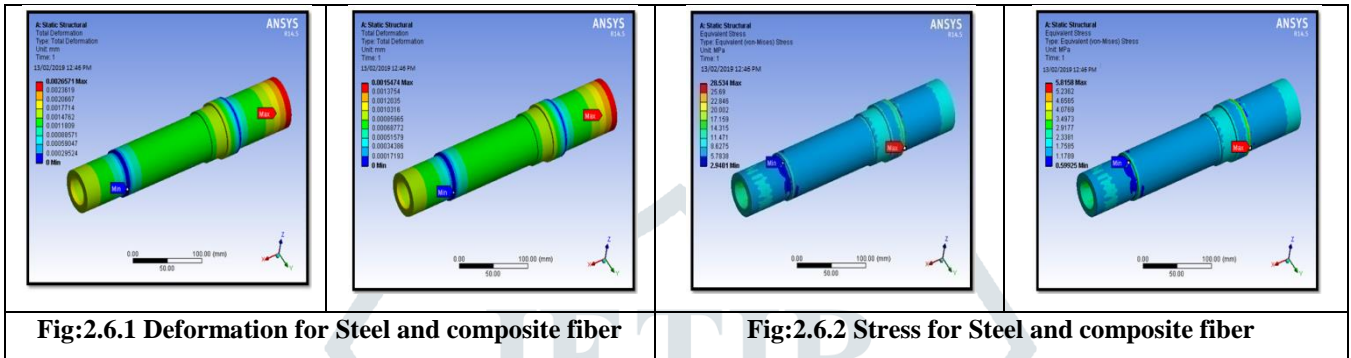 A: Static Structural
Total Deformation
Type: Total Deformation
Unit: mm
Time: 1
13/02/2019 12:46 PM
ANSYS
R14.5
0.0026571 Max
0.0023619
0.0020667
0.0017714
0.0014762
0.0011809
0.00088571
0.00059047
0.00029524
0 Min
Max
Min
0.00
100.00 (mm)
50.00
Z
X
Y
A: Static Structural
Total Deformation
Type: Total Deformation
Unit: mm
Time: 1
13/02/2019 12:46 PM
ANSYS
R14.5
0.0015474 Max
0.0013754
0.0012035
0.0010316
0.00085965
0.00068772
0.00051579
0.00034386
0.00017193
0 Min
Max
Min
0.00
100.00 (mm)
50.00
Z
X
Y
A: Static Structural
Equivalent Stress
Type: Equivalent (von-Mises) Stress
Unit: MPa
Time: 1
13/02/2019 12:46 PM
ANSYS
R14.5
28.534 Max
25.69
22.846
20.002
17.159
14.315
11.471
8.6275
5.7838
2.9401 Min
Min
Max
0.00
100.00 (mm)
50.00
Z
X
Y
A: Static Structural
Equivalent Stress
Type: Equivalent (von-Mises) Stress
Unit: MPa
Time: 1
13/02/2019 12:46 PM
ANSYS
R14.5
5.8158 Max
5.2362
4.6565
4.0769
3.4973
2.9177
2.3381
1.7585
1.1789
0.59925 Min
Min
Max
0.00
100.00 (mm)
50.00
Z
X
Y
Fig:2.6.1 Deformation for Steel and composite fiber
Fig:2.6.2 Stress for Steel and composite fiber